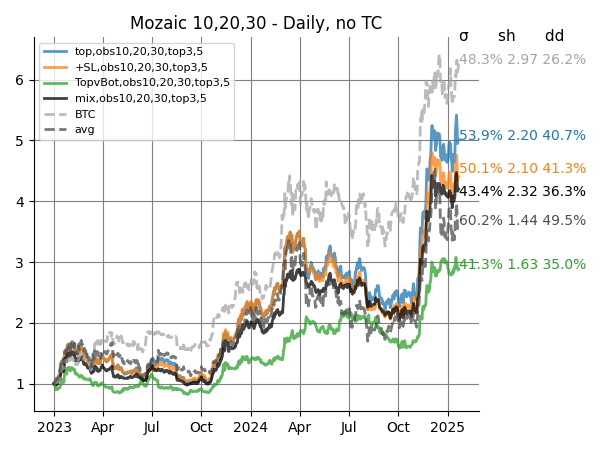 Mozaic 10,20,30 - Daily, no TC
σ sh dd
top,obs10,20,30,top3,5
+SL,obs10,20,30,top3,5
TopvBot,obs10,20,30,top3,5
mix,obs10,20,30,top3,5
BTC
avg
48.3% 2.97 26.2%
53.9% 2.20 40.7%
50.1% 2.10 41.3%
43.4% 2.32 36.3%
60.2% 1.44 49.5%
41.3% 1.63 35.0%
6
5
4
3
2
1
2023 Apr Jul Oct 2024 Apr Jul Oct 2025